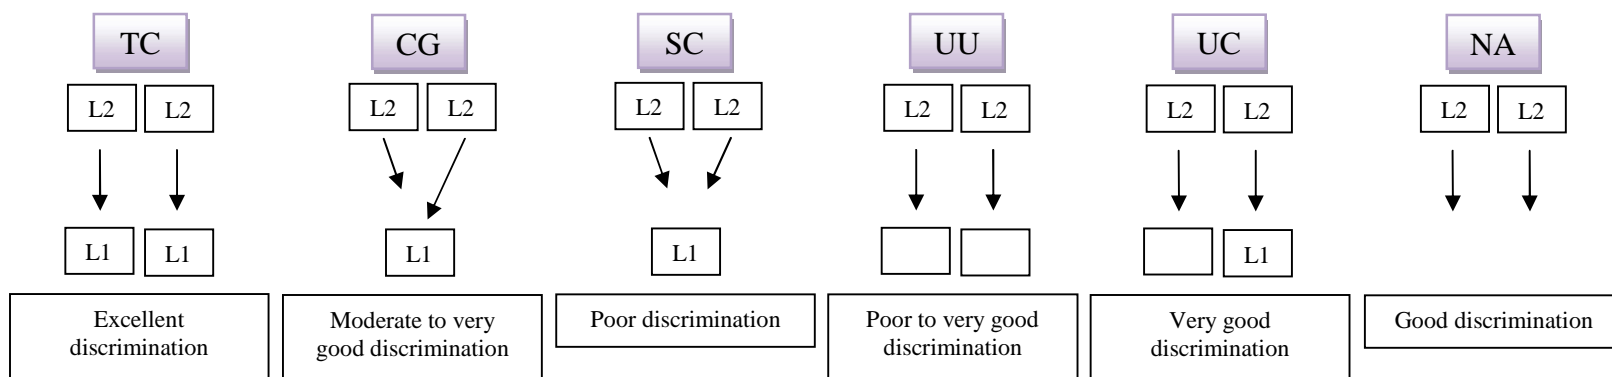 TC CG SC UU UC NA
L2 L2 L2 L2 L2 L2 L2 L2 L2 L2 L2 L2
L1 L1 L1 L1 L1
Excellent
discrimination
Moderate to very
good discrimination
Poor discrimination
Poor to very good
discrimination
Very good
discrimination
Good discrimination